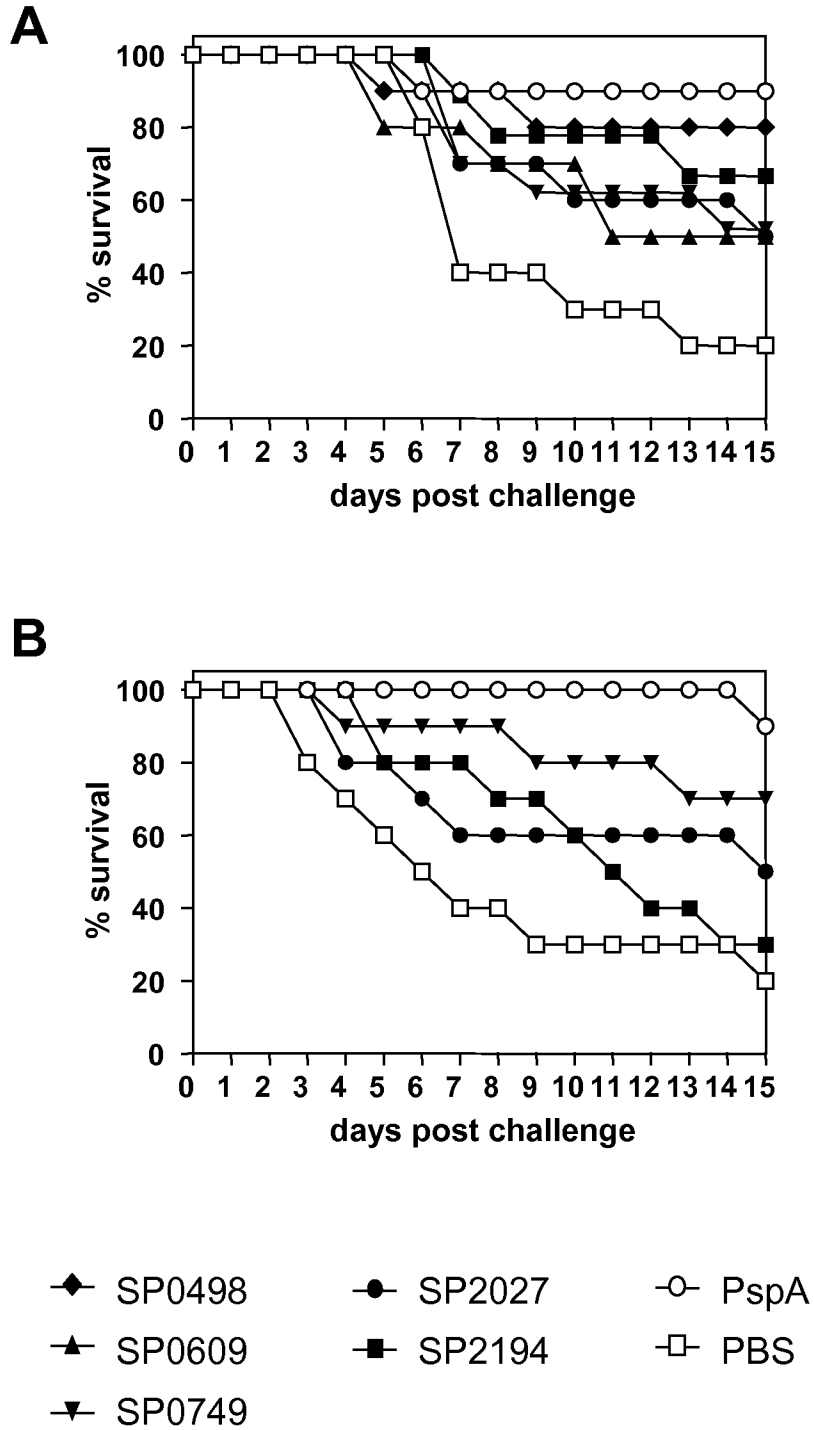 A
100
80
60
40
20
0
% survival
0 1 2 3 4 5 6 7 8 9 10 11 12 13 14 15
days post challenge
B
100
80
60
40
20
0
% survival
0 1 2 3 4 5 6 7 8 9 10 11 12 13 14 15
days post challenge
SP0498 SP2027 PspA
SP0609 SP2194 PBS
SP0749